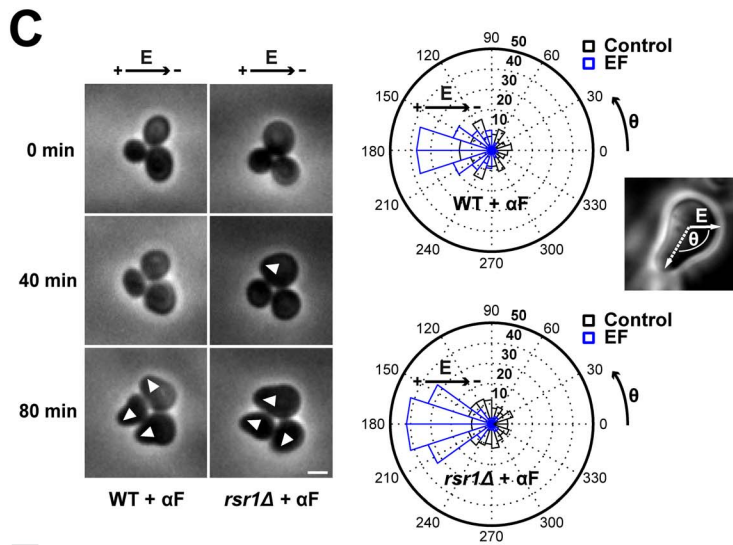 C
E
+ → -
E
+ → -
0 min
40 min
80 min
WT + αF
rsr1Δ + αF
90
120
60
150
30
180
0
210
330
240
300
270
50
40
30
20
10
Control
EF
E
+ → -
θ
WT + αF
E
θ
90
120
60
150
30
180
0
210
330
240
300
270
50
40
30
20
10
Control
EF
E
+ → -
θ
rsr1Δ + αF